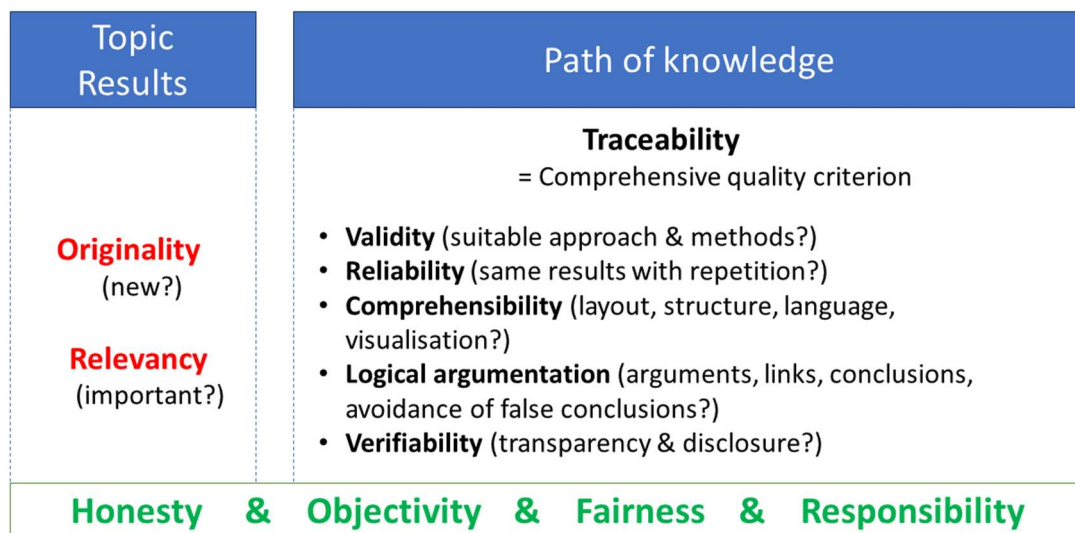 Topic
Results
Path of knowledge
Originality
(new?)
Relevancy
(important?)
Traceability
= Comprehensive quality criterion
• Validity (suitable approach & methods?)
• Reliability (same results with repetition?)
• Comprehensibility (layout, structure, language,
visualisation?)
• Logical argumentation (arguments, links, conclusions,
avoidance of false conclusions?)
• Verifiability (transparency & disclosure?)
Honesty & Objectivity & Fairness & Responsibility